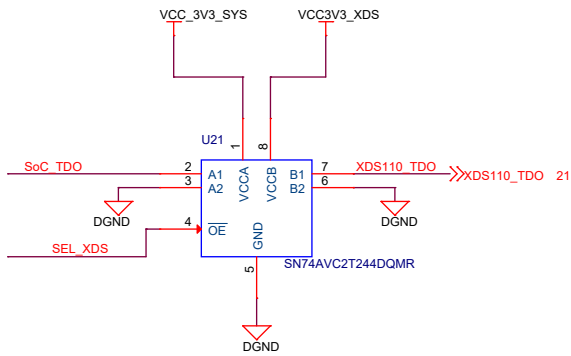 VCC_3V3_SYS VCC3V3_XDS
U21
1 8
SoC_TDO 2 A1 VCCA VCCB B1 7 XDS110_TDO XDS110_TDO 21
3 A2 B2 6
DGND DGND
4 OE
SEL_XDS GND
5 SN74AVC2T244DQMR
DGND